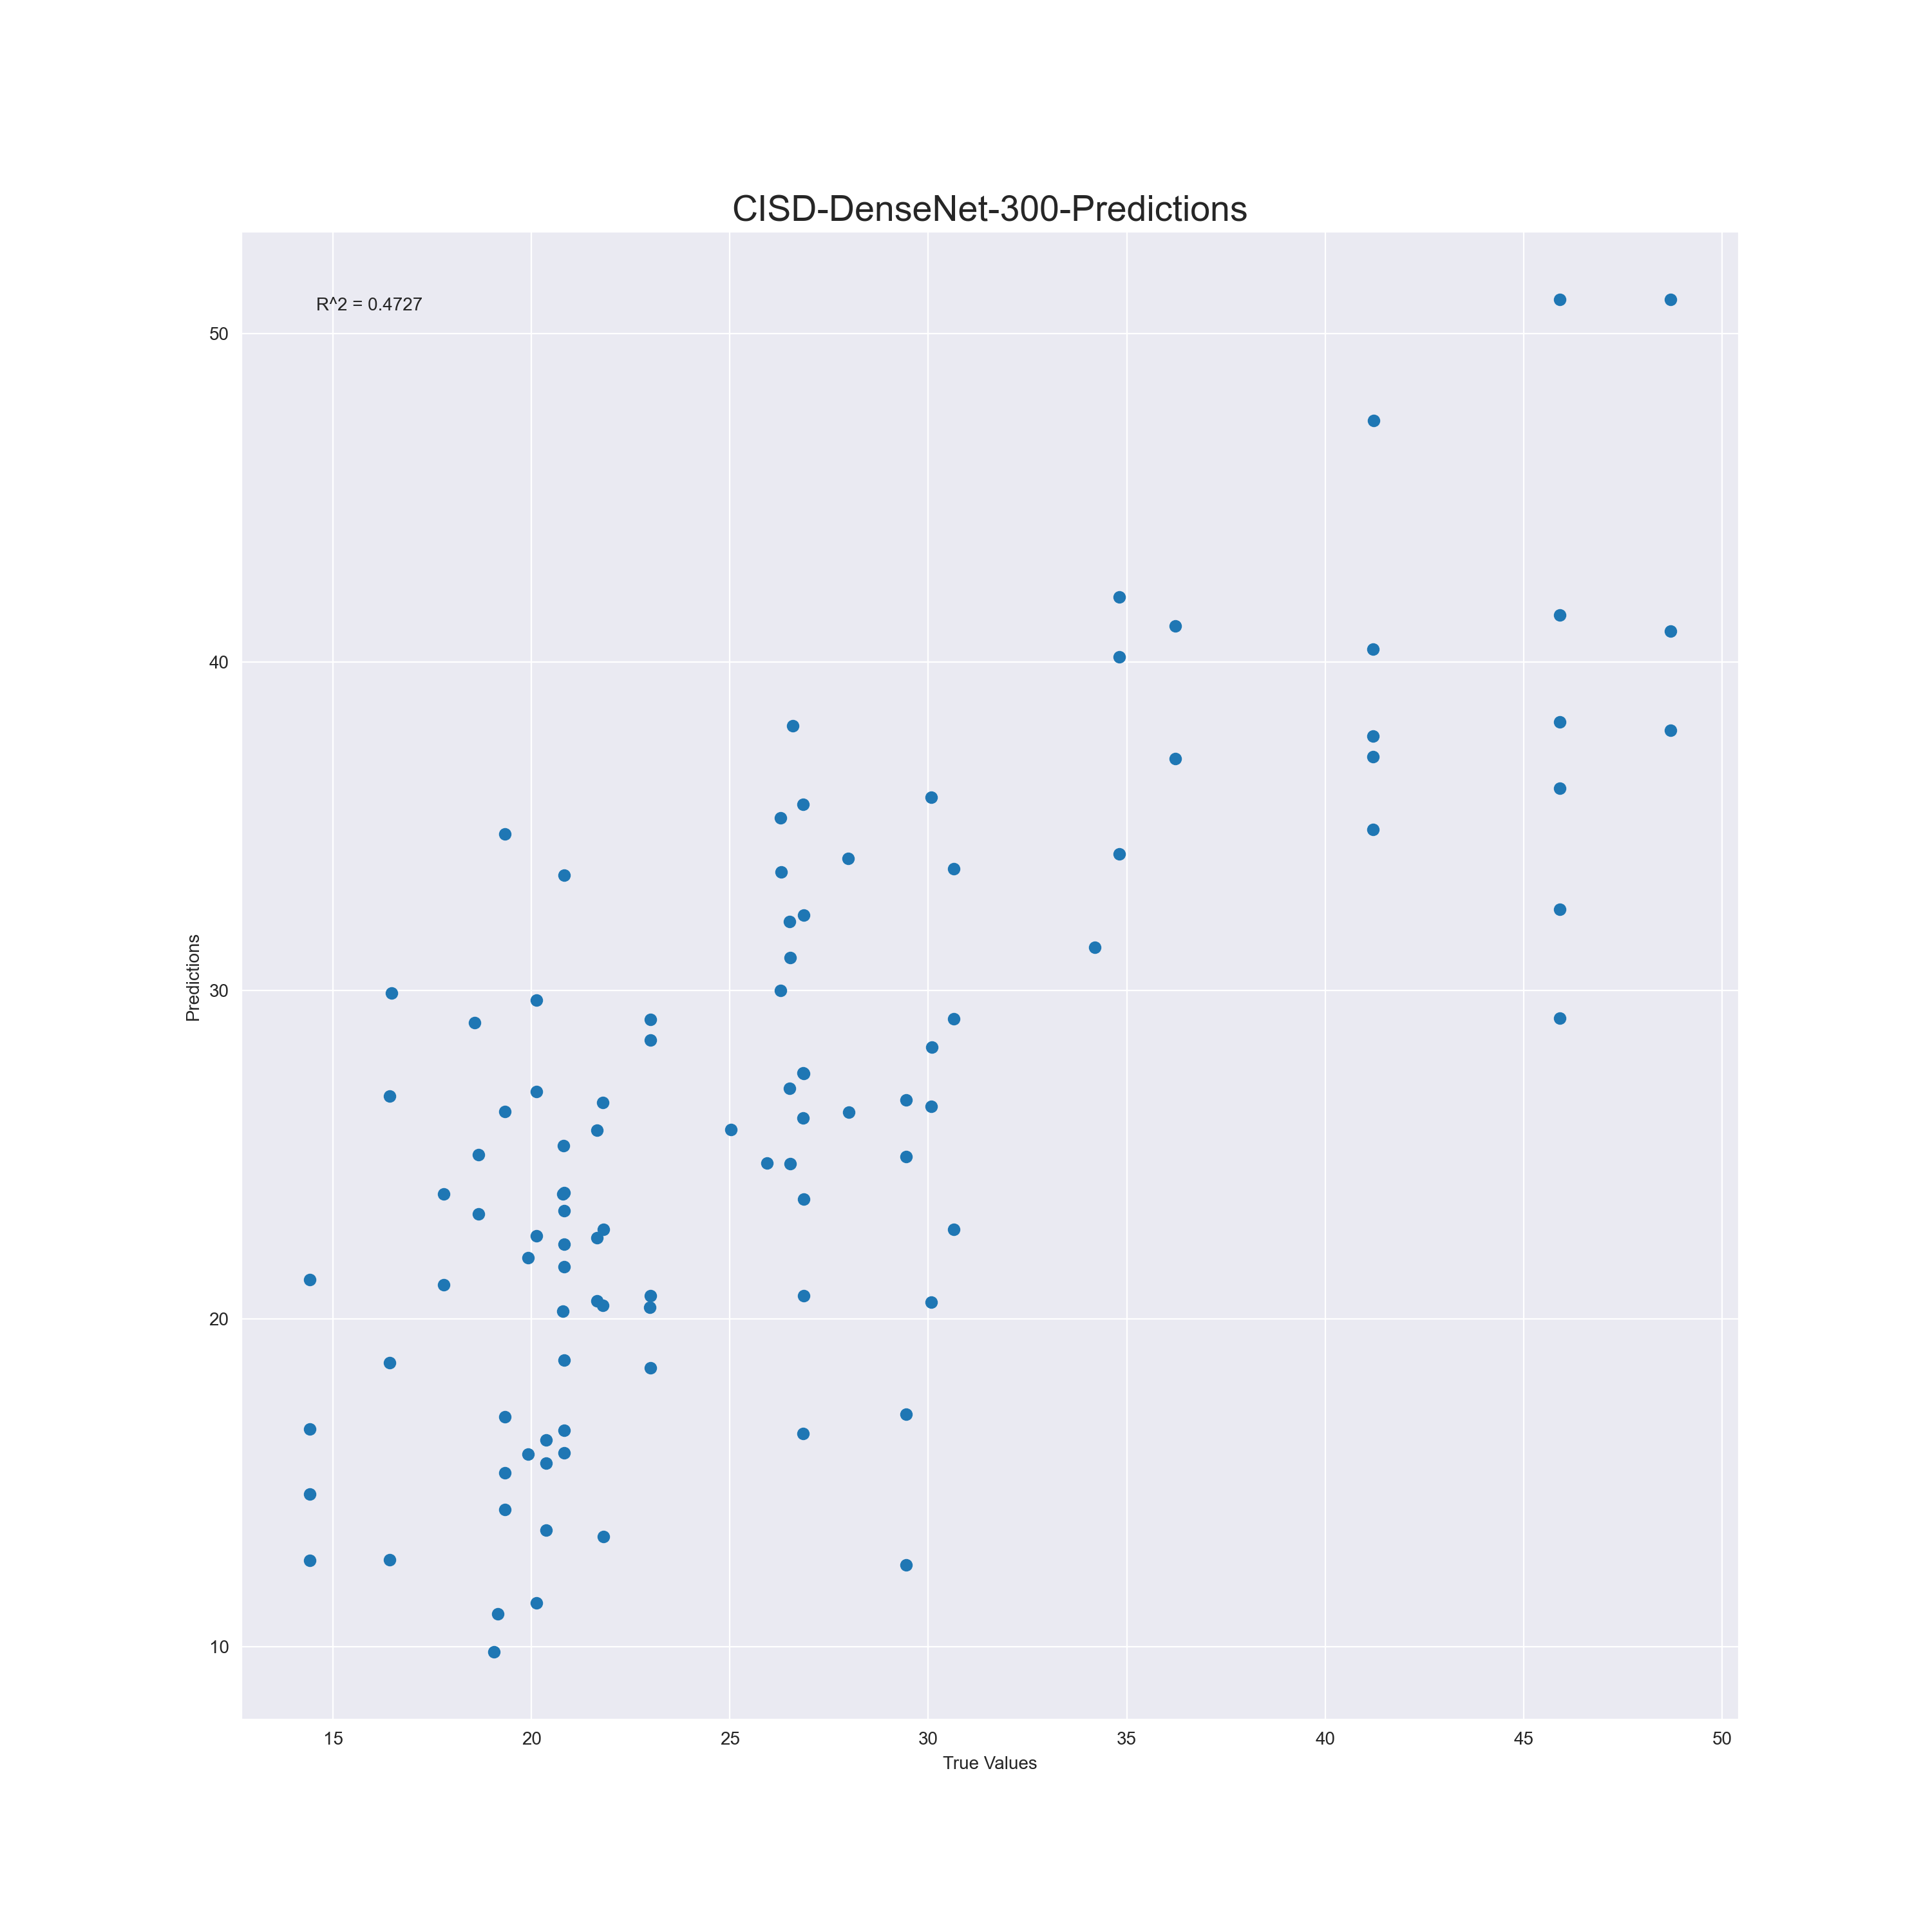 CISD-DenseNet-300-Predictions
R^2 = 0.4727
50
40
30
20
10
Predictions
15 20 25 30 35 40 45 50
True Values